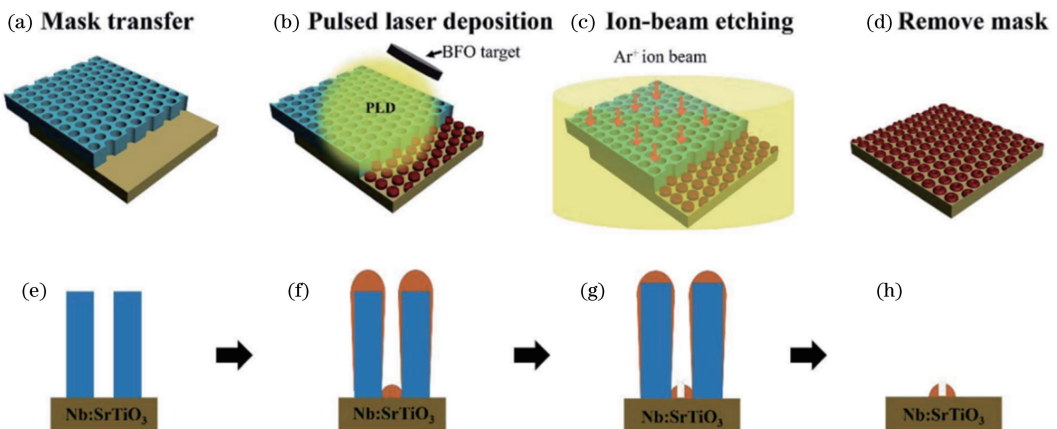 (a) Mask transfer
(b) Pulsed laser deposition
(c) Ion-beam etching
(d) Remove mask
BFO target
PLD
Ar⁺ ion beam
(e)
(f)
(g)
(h)
Nb:SrTiO₃
Nb:SrTiO₃
Nb:SrTiO₃
Nb:SrTiO₃